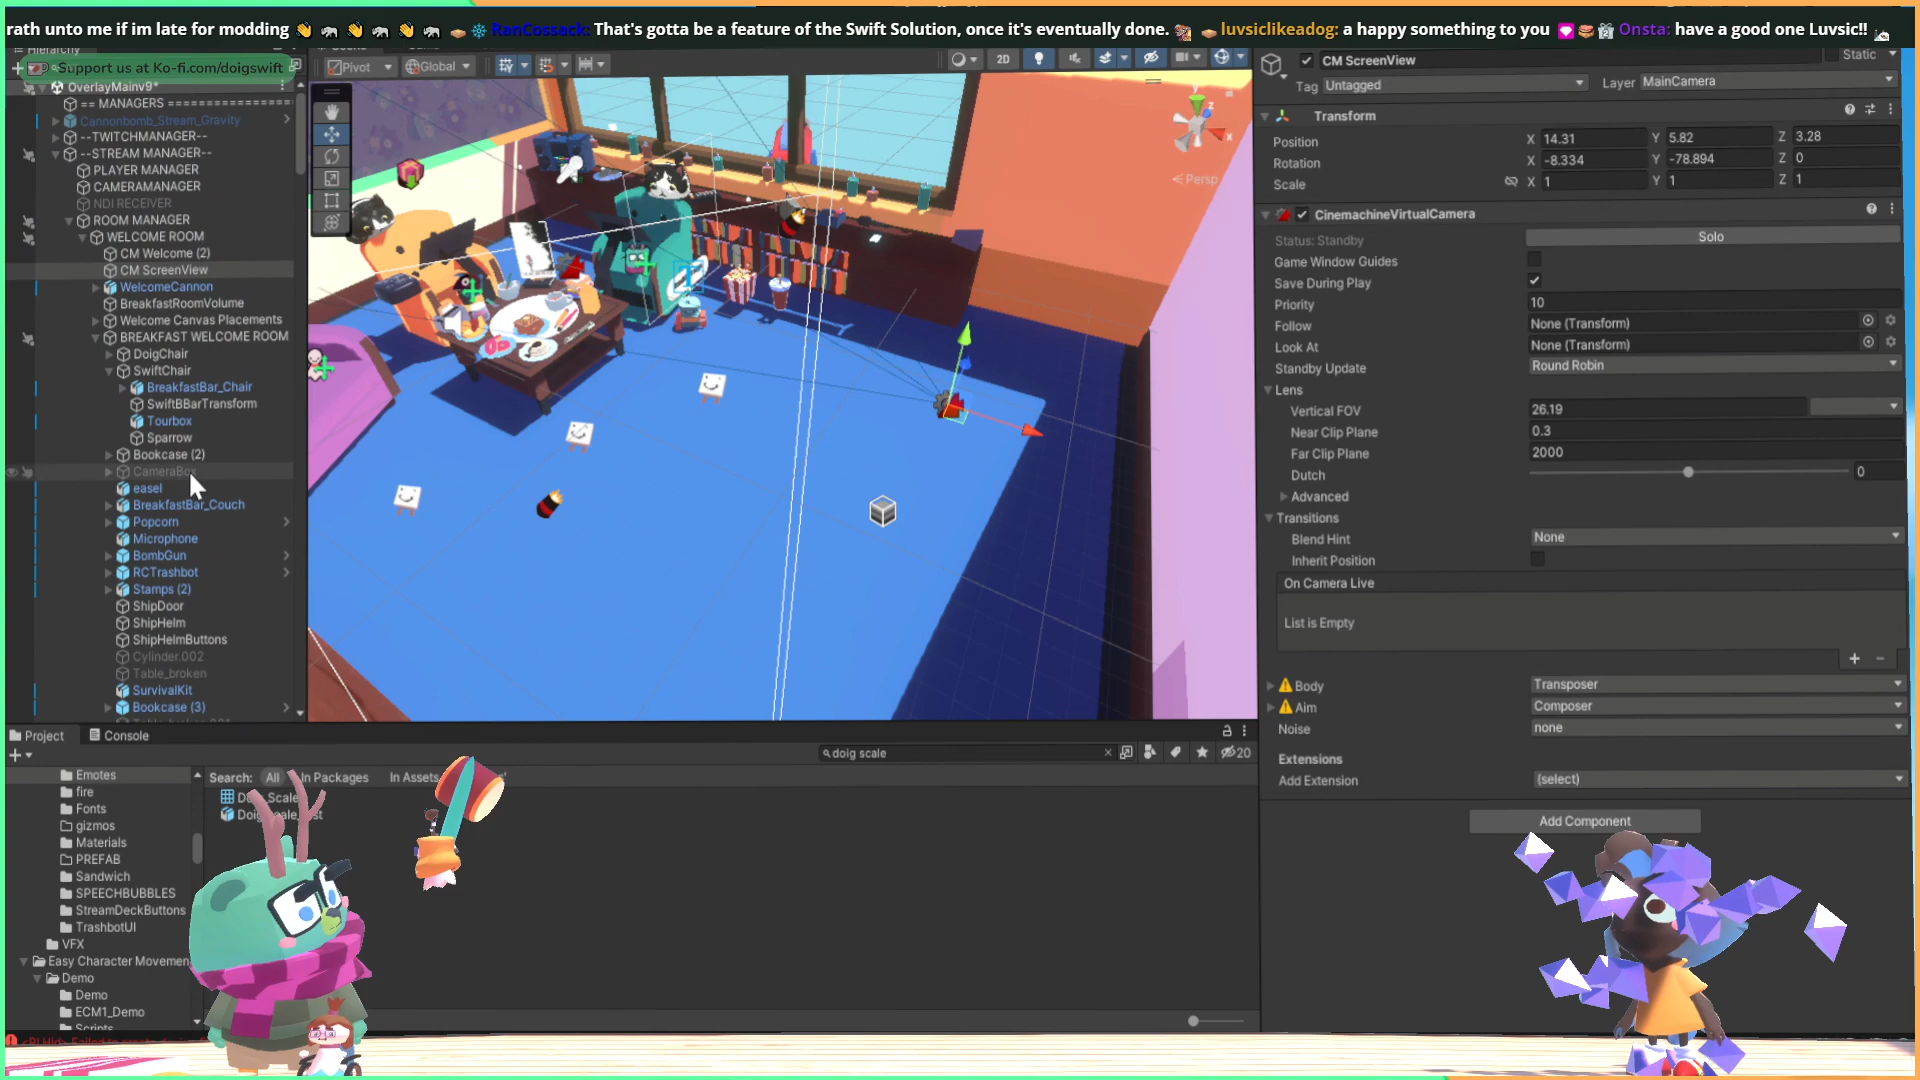 rath unto me if im late for modding 👋 🐘 👋 🐘 👋 🐘 RanCossack: That's gotta be a feature of the Swift Solution, once it's eventually done. luvsiclikeadog: a happy something to you Onsta: have a good one Luvsic!!
Hierarchy
Support us at Ko-fi.com/doigswift
OverlayMainv9*
== MANAGERS ================
Cannonbomb_Stream_Gravity
--TWITCHMANAGER--
--STREAM MANAGER--
PLAYER MANAGER
CAMERAMANAGER
NDI RECEIVER
ROOM MANAGER
WELCOME ROOM
CM Welcome (2)
CM ScreenView
WelcomeCannon
BreakfastRoomVolume
Welcome Canvas Placements
BREAKFAST WELCOME ROOM
DoigChair
SwiftChair
BreakfastBar_Chair
SwiftBBarTransform
Tourbox
Sparrow
Bookcase (2)
CameraBox
easel
BreakfastBar_Couch
Popcorn
Microphone
BombGun
RCTrashbot
Stamps (2)
ShipDoor
ShipHelm
ShipHelmButtons
Cylinder.002
Table_broken
SurvivalKit
Bookcase (3)
Pivot
Global
2D
Persp
y
x
z
CM ScreenView
Static
Tag Untagged
Layer MainCamera
Transform
Position X 14.31 Y 5.82 Z 3.28
Rotation X -8.334 Y -78.894 Z 0
Scale X 1 Y 1 Z 1
CinemachineVirtualCamera
Status: Standby Solo
Game Window Guides
Save During Play
Priority 10
Follow None (Transform)
Look At None (Transform)
Standby Update Round Robin
Lens
Vertical FOV 26.19
Near Clip Plane 0.3
Far Clip Plane 2000
Dutch 0
Advanced
Transitions
Blend Hint None
Inherit Position
On Camera Live
List is Empty
+ −
Body Transposer
Aim Composer
Noise none
Extensions
Add Extension (select)
Add Component
Project
Console
doig scale
20
Emotes
fire
Fonts
gizmos
Materials
PREFAB
Sandwich
SPEECHBUBBLES
StreamDeckButtons
TrashbotUI
VFX
Easy Character Movemen
Demo
Demo
ECM1_Demo
Scripts
Search: All In Packages In Assets